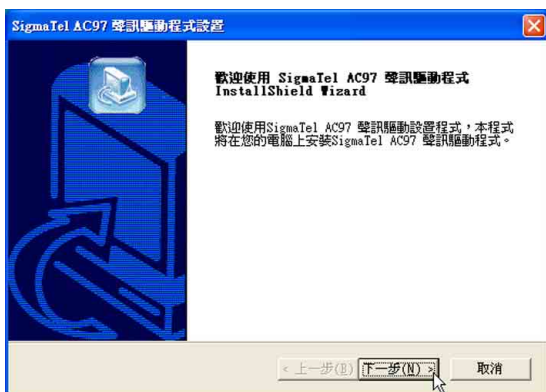 SigmaTel AC97 聲訊驅動程式設置
歡迎使用 SigmaTel AC97 聲訊驅動程式
InstallShield Wizard
歡迎使用SigmaTel AC97 聲訊驅動設置程式，本程式
將在您的電腦上安裝SigmaTel AC97 聲訊驅動程式。
< 上一步(B) 下一步(N) > 取消